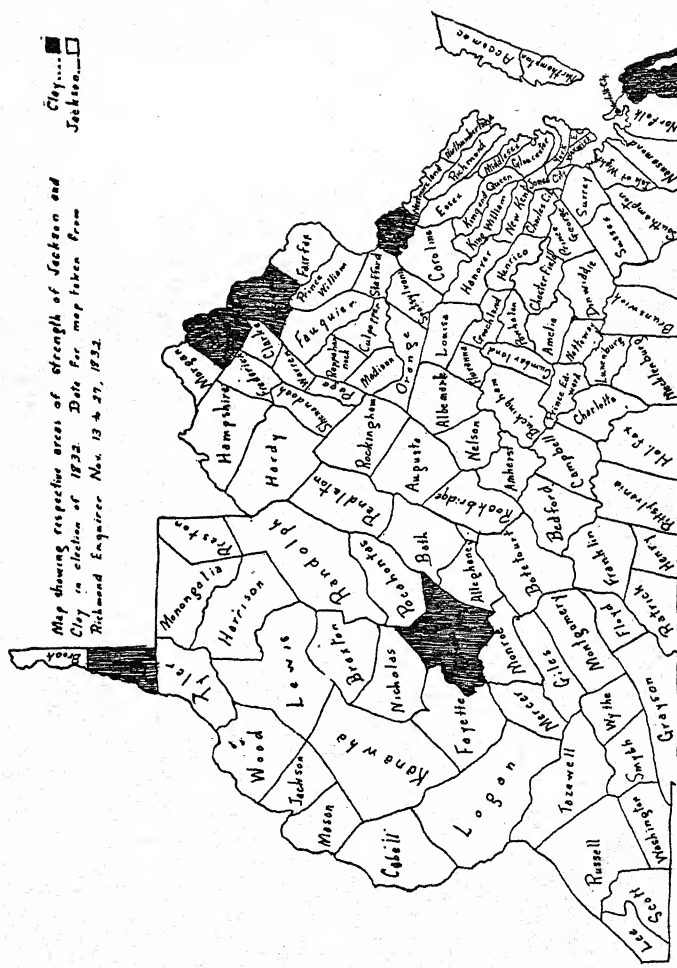 Map showing respective areas of strength of Jackson and
Clay in election of 1832. Data for map taken from
Richmond Enquirer Nov. 13 to 27, 1832.
Clay....
Jackson...
Brook
Tyler
Monongalia
Preston
Harrison
Wood
Lewis
Randolph
Jackson
Mason
Braxton
Kanawha
Nicholas
Pocahontas
Cabell
Fayette
Logan
Pendleton
Hardy
Hampshire
Morgan
Frederick
Clarke
Warren
Shenandoah
Page
Rappahannock
Fauquier
Prince
William
Fairfax
Culpeper
Stafford
Madison
Orange
Rockingham
Augusta
Bath
Alleghany
Rockbridge
Albemarle
Nelson
Amherst
Louisa
Caroline
Hanover
Fluvanna
Goochland
Henrico
Powhatan
Cumberland
Buckingham
Chesterfield
Amelia
Nottoway
Prince Edward
Charlotte
Lunenburg
Mecklenburg
Brunswick
Dinwiddie
Prince George
Surrey
Sussex
Southampton
Isle of Wight
Nansemond
Norfolk
Westmoreland
Northumberland
Richmond
Essex
Middlesex
King and Queen
Gloucester
King William
New Kent
James City
Charles City
York
Accomac
Northampton
Campbell
Bedford
Botetourt
Halifax
Pittsylvania
Franklin
Henry
Patrick
Floyd
Montgomery
Giles
Monroe
Mercer
Tazewell
Wythe
Smyth
Grayson
Washington
Russell
Scott
Lee